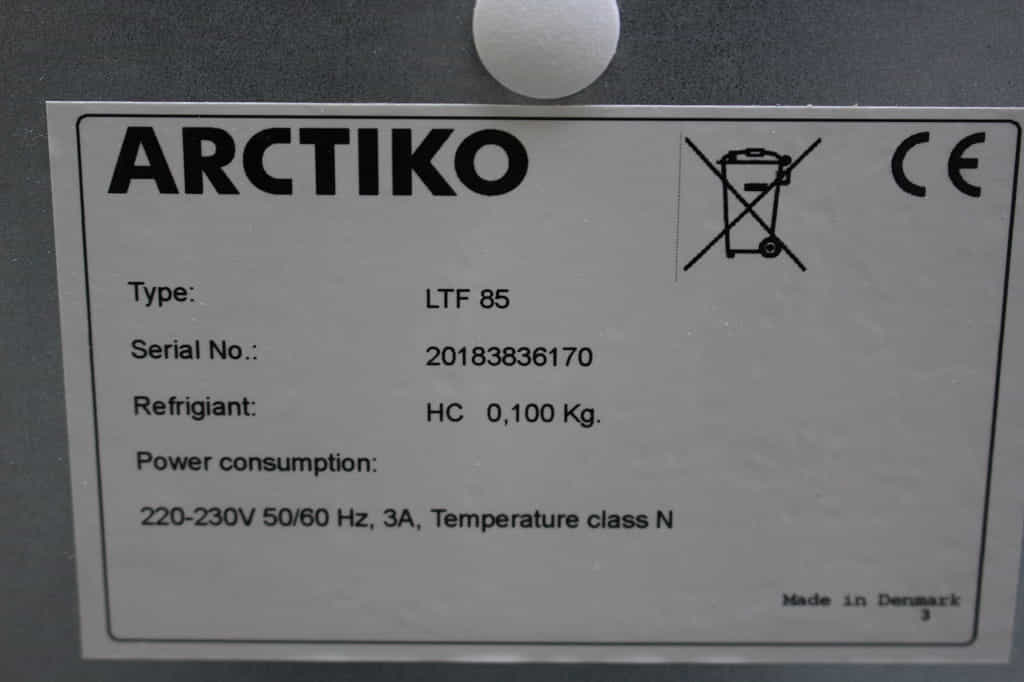 ARCTIKO
CE
Type: LTF 85
Serial No.: 20183836170
Refrigiant: HC 0,100 Kg.
Power consumption:
220-230V 50/60 Hz, 3A, Temperature class N
Made in Denmark
3